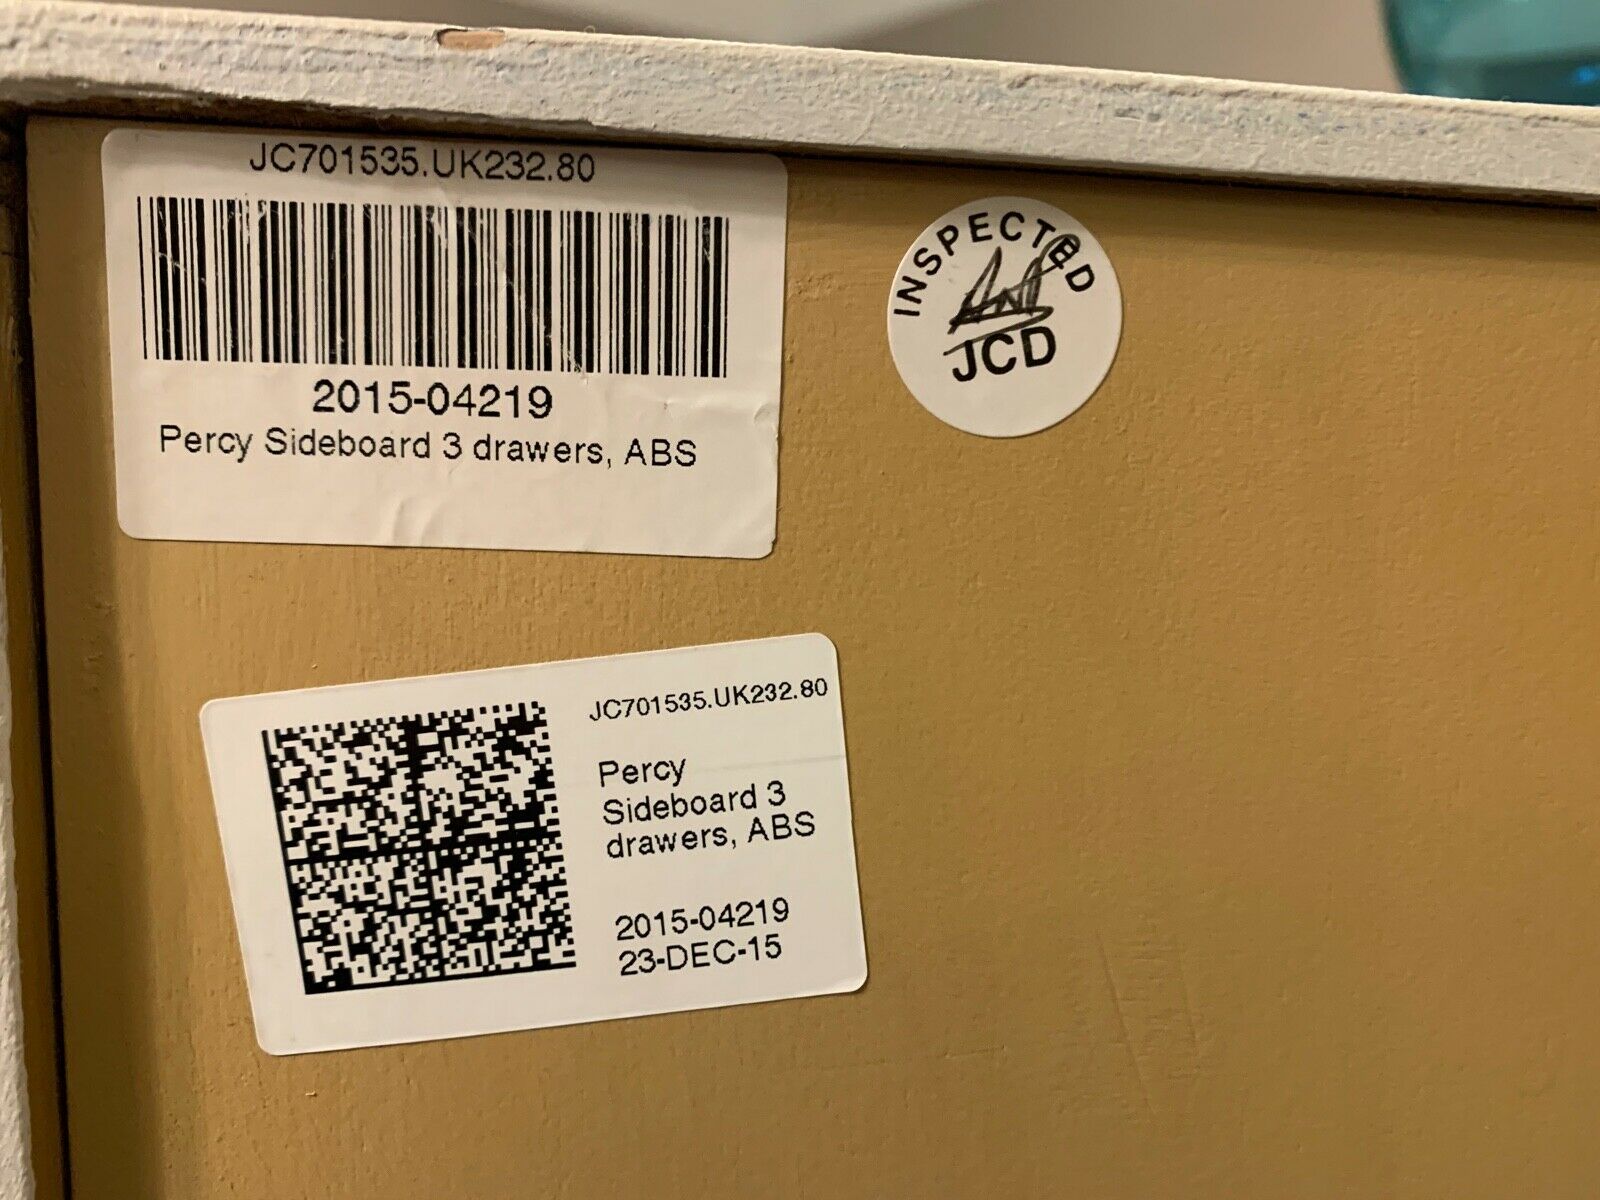 JC701535.UK232.80
2015-04219
Percy Sideboard 3 drawers, ABS
INSPECTED
JCD
JC701535.UK232.80
Percy
Sideboard 3
drawers, ABS
2015-04219
23-DEC-15